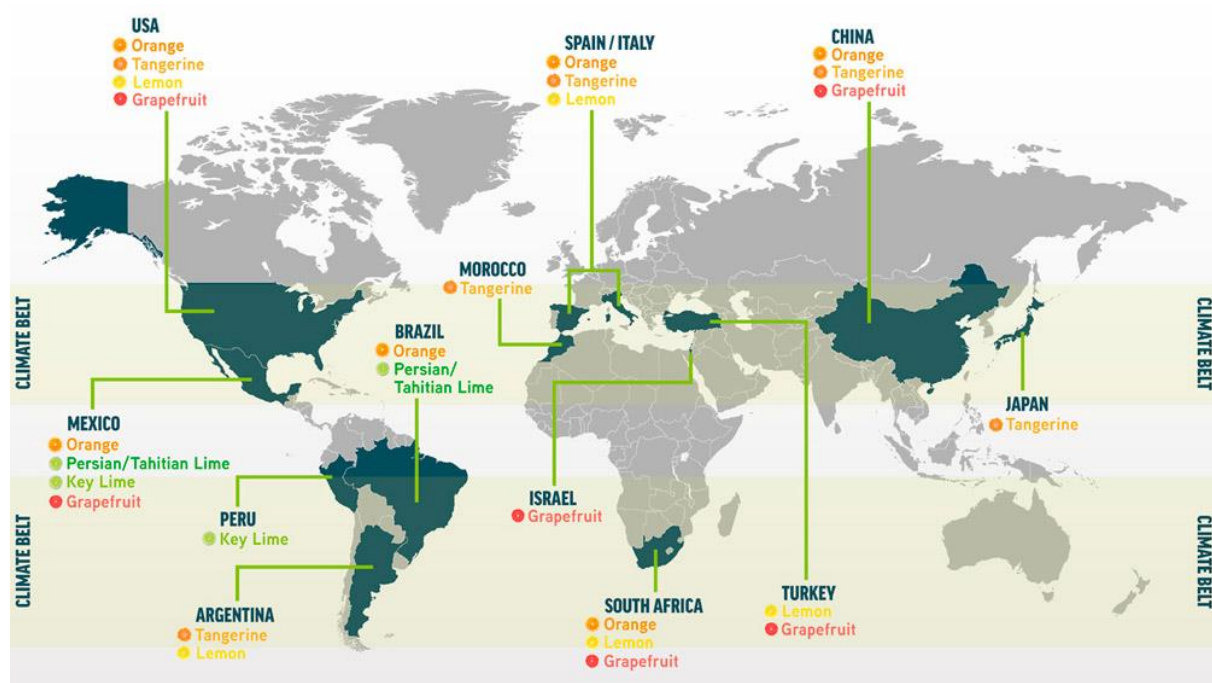 USA
Orange
Tangerine
Lemon
Grapefruit
SPAIN / ITALY
Orange
Tangerine
Lemon
CHINA
Orange
Tangerine
Grapefruit
MOROCCO
Tangerine
CLIMATE BELT
CLIMATE BELT
BRAZIL
Orange
Persian/
Tahitian Lime
MEXICO
Orange
Persian/Tahitian Lime
Key Lime
Grapefruit
JAPAN
Tangerine
PERU
Key Lime
ISRAEL
Grapefruit
CLIMATE BELT
CLIMATE BELT
ARGENTINA
Tangerine
Lemon
SOUTH AFRICA
Orange
Lemon
Grapefruit
TURKEY
Lemon
Grapefruit